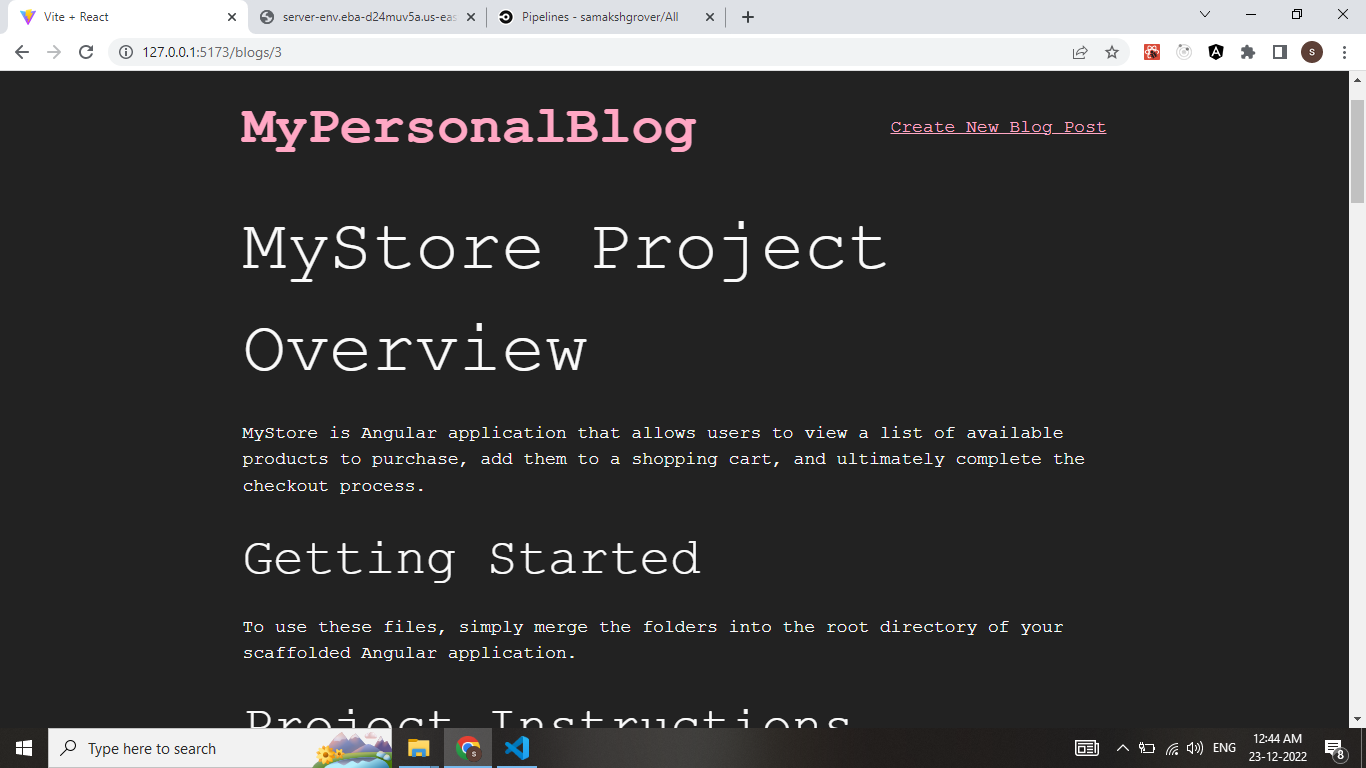 Vite + React
server-env.eba-d24muv5a.us-eas
Pipelines - samakshgrover/All
127.0.0.1:5173/blogs/3
s
MyPersonalBlog
Create New Blog Post
MyStore Project
Overview
MyStore is Angular application that allows users to view a list of available
products to purchase, add them to a shopping cart, and ultimately complete the
checkout process.
Getting Started
To use these files, simply merge the folders into the root directory of your
scaffolded Angular application.
Project Instructions
Type here to search
ENG
12:44 AM
23-12-2022
8